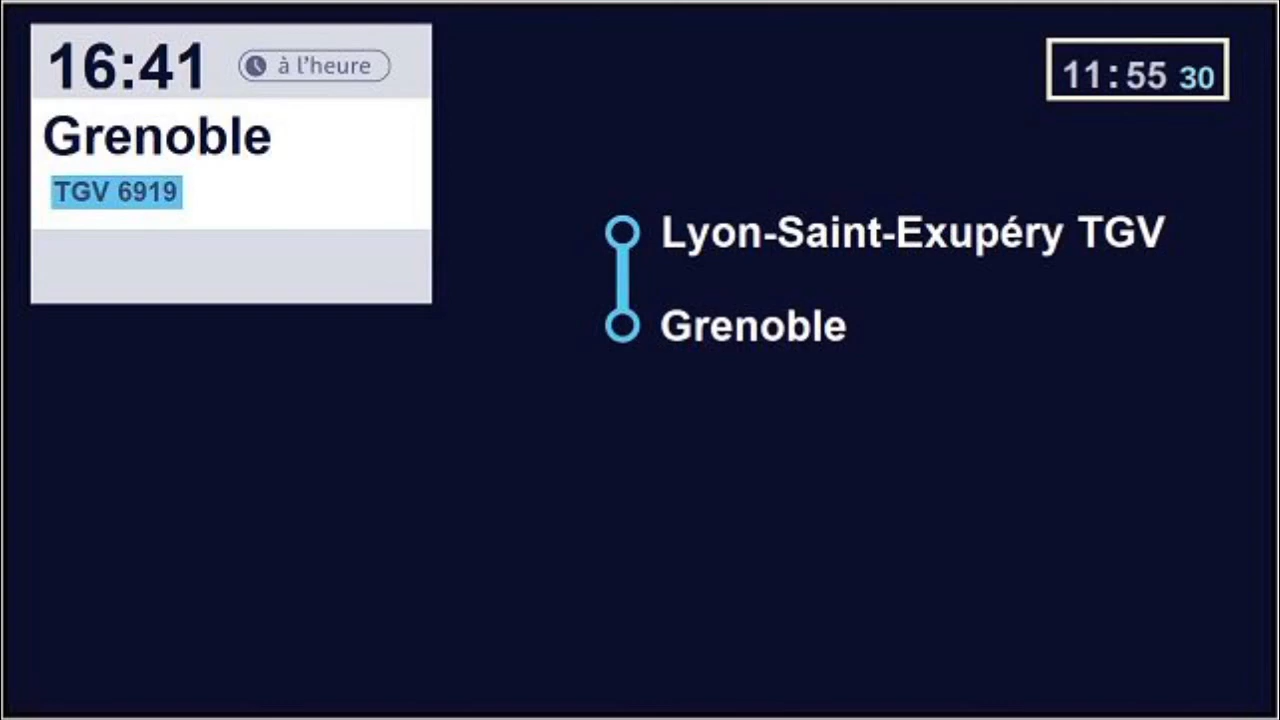 16:41 à l'heure
11:55 30
Grenoble
TGV 6919
Lyon-Saint-Exupéry TGV
Grenoble